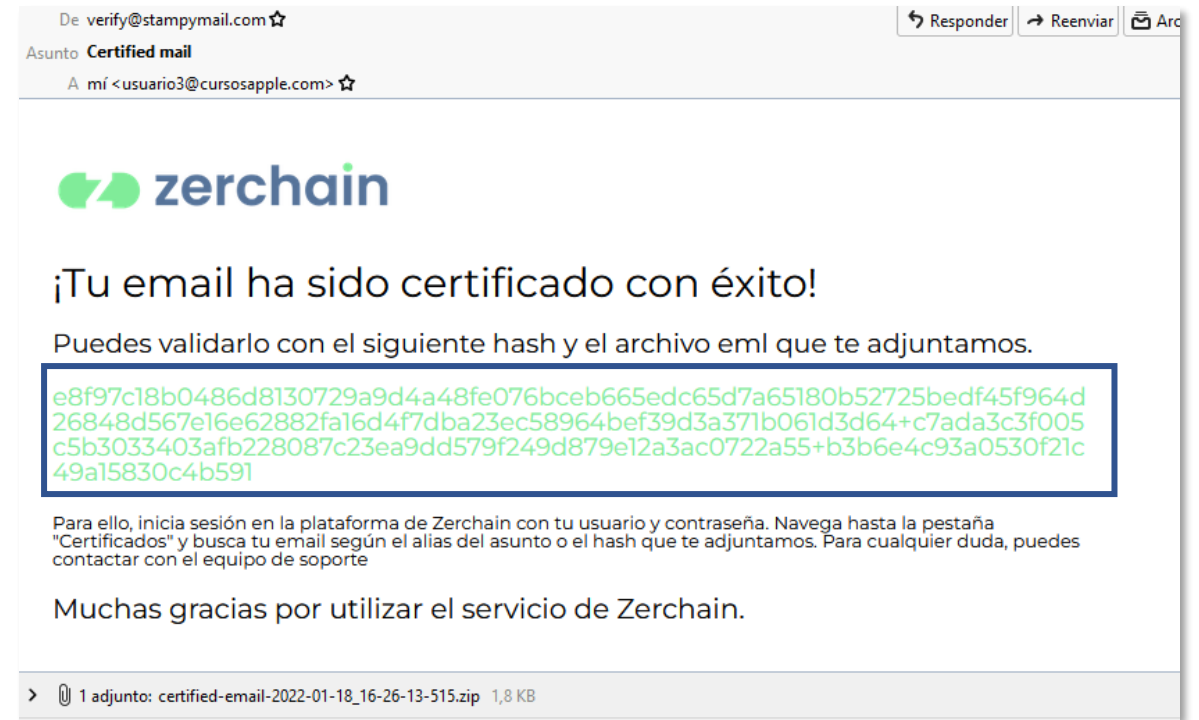 De verify@stampymail.com
Responder
Reenviar
Arc
Asunto Certified mail
A mí <usuario3@cursosapple.com>
zerchain
¡Tu email ha sido certificado con éxito!
Puedes validarlo con el siguiente hash y el archivo eml que te adjuntamos.
e8f97c18b0486d8130729a9d4a48fe076bceb665edc65d7a65180b52725bedf45f964d
26848d567e16e62882fa16d4f7dba23ec58964bef39d3a371b061d3d64+c7ada3c3f005
c5b3033403afb228087c23ea9dd579f249d879e12a3ac0722a55+b3b6e4c93a0530f21c
49a15830c4b591
Para ello, inicia sesión en la plataforma de Zerchain con tu usuario y contraseña. Navega hasta la pestaña
"Certificados" y busca tu email según el alias del asunto o el hash que te adjuntamos. Para cualquier duda, puedes
contactar con el equipo de soporte
Muchas gracias por utilizar el servicio de Zerchain.
1 adjunto: certified-email-2022-01-18_16-26-13-515.zip 1,8 KB